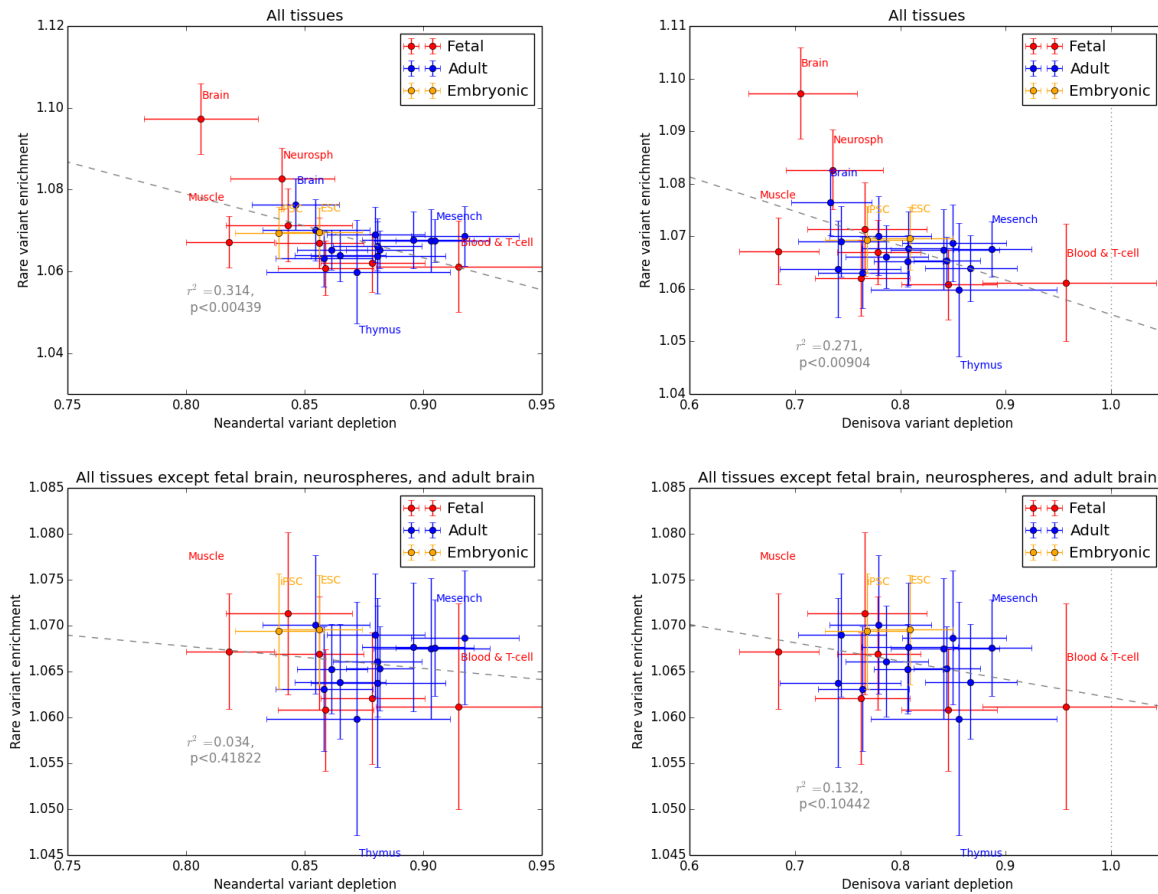 All tissues
1.12
1.10
1.08
1.06
1.04
Rare variant enrichment
Fetal
Adult
Embryonic
Brain
Neurosph
Brain
Muscle
iPSC
ESC
Mesench
Blood & T-cell
Thymus
r² =0.314,
p<0.00439
0.75
0.80
0.85
0.90
0.95
Neandertal variant depletion
All tissues
1.11
1.10
1.09
1.08
1.07
1.06
1.05
1.04
Rare variant enrichment
Fetal
Adult
Embryonic
Brain
Neurosph
Brain
Muscle
iPSC
ESC
Mesench
Blood & T-cell
Thymus
r² =0.271,
p<0.00904
0.6
0.7
0.8
0.9
1.0
Denisova variant depletion
All tissues except fetal brain, neurospheres, and adult brain
1.085
1.080
1.075
1.070
1.065
1.060
1.055
1.050
1.045
Rare variant enrichment
Fetal
Adult
Embryonic
Muscle
iPSC
ESC
Mesench
Blood & T-cell
r² =0.034,
p<0.41822
Thymus
0.75
0.80
0.85
0.90
0.95
Neandertal variant depletion
All tissues except fetal brain, neurospheres, and adult brain
1.085
1.080
1.075
1.070
1.065
1.060
1.055
1.050
1.045
Rare variant enrichment
Fetal
Adult
Embryonic
Muscle
iPSC
ESC
Mesench
Blood & T-cell
r² =0.132,
p<0.10442
Thymus
0.6
0.7
0.8
0.9
1.0
Denisova variant depletion